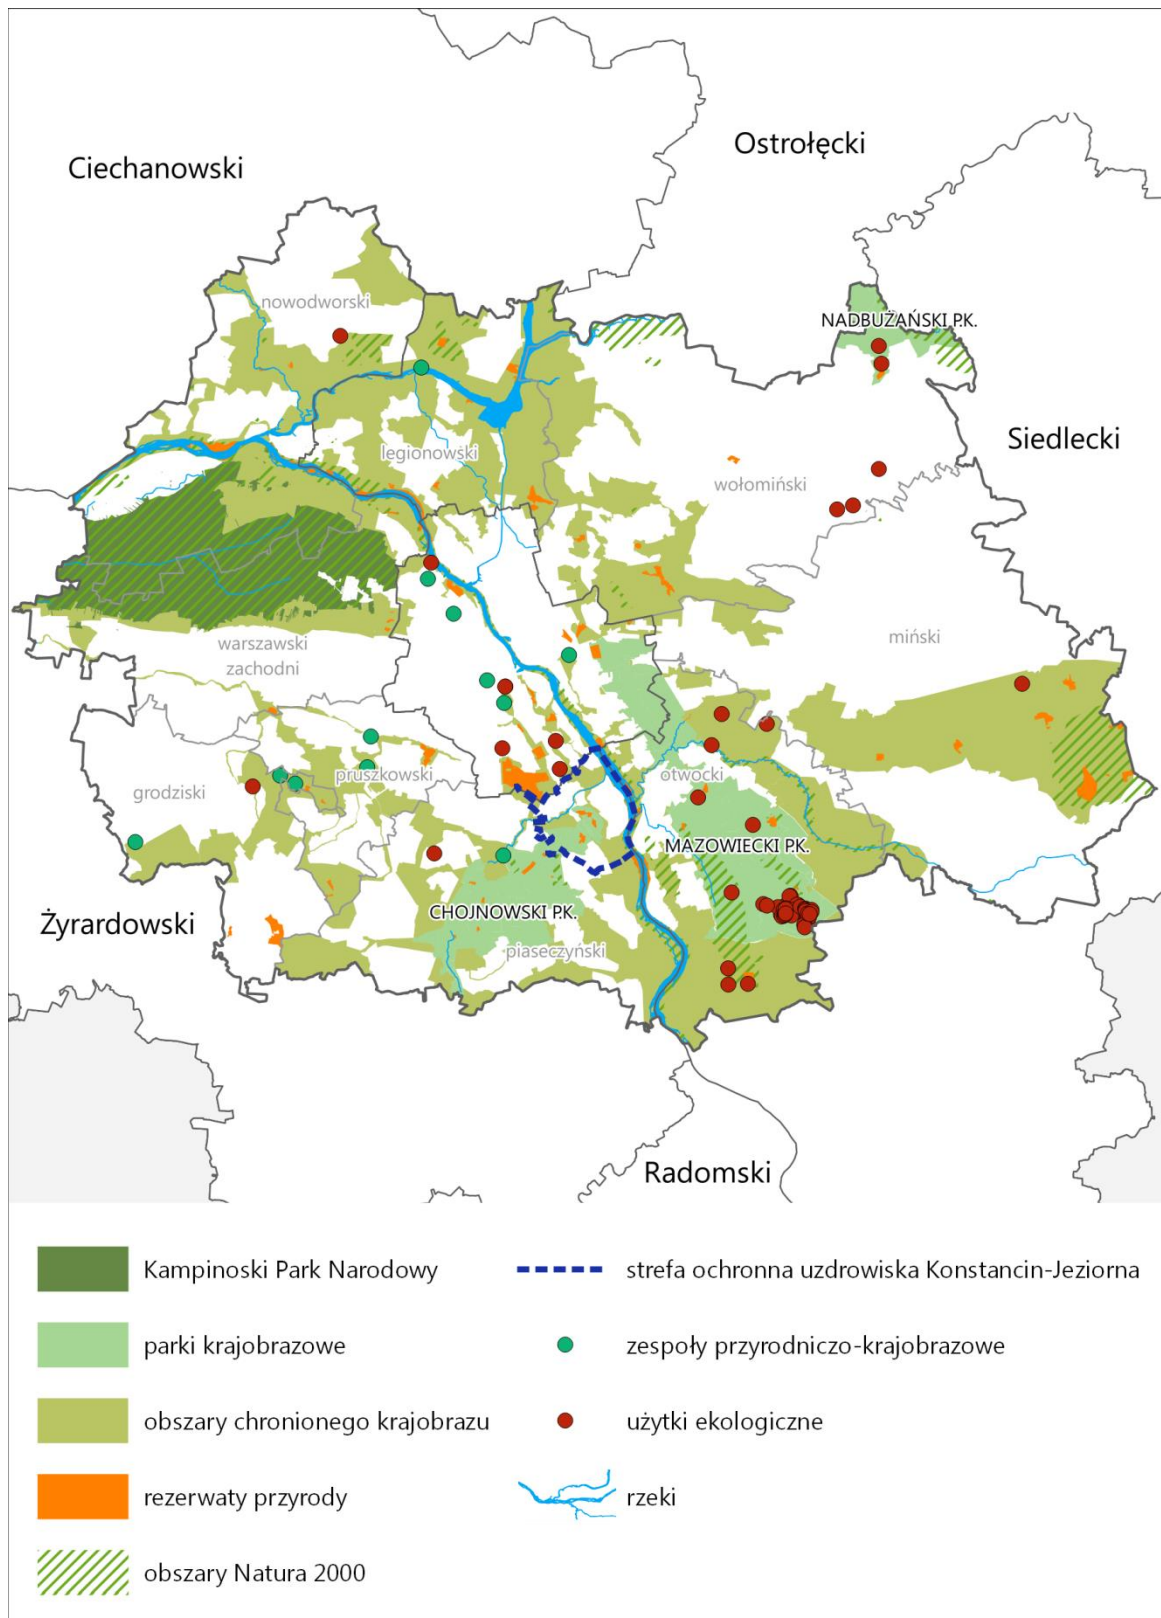 Ciechanowski
Ostrołęcki
nowodworski
NADBUŻAŃSKI P.K.
Siedlecki
legionowski
wołomiński
warszawski
zachodni
miński
grodziski
pruszkowski
otwocki
MAZOWIECKI P.K.
Żyrardowski
CHOJNOWSKI P.K.
piaseczyński
Radomski
Kampinoski Park Narodowy
strefa ochronna uzdrowiska Konstancin-Jeziorna
parki krajobrazowe
zespoły przyrodniczo-krajobrazowe
obszary chronionego krajobrazu
użytki ekologiczne
rezerwaty przyrody
rzeki
obszary Natura 2000